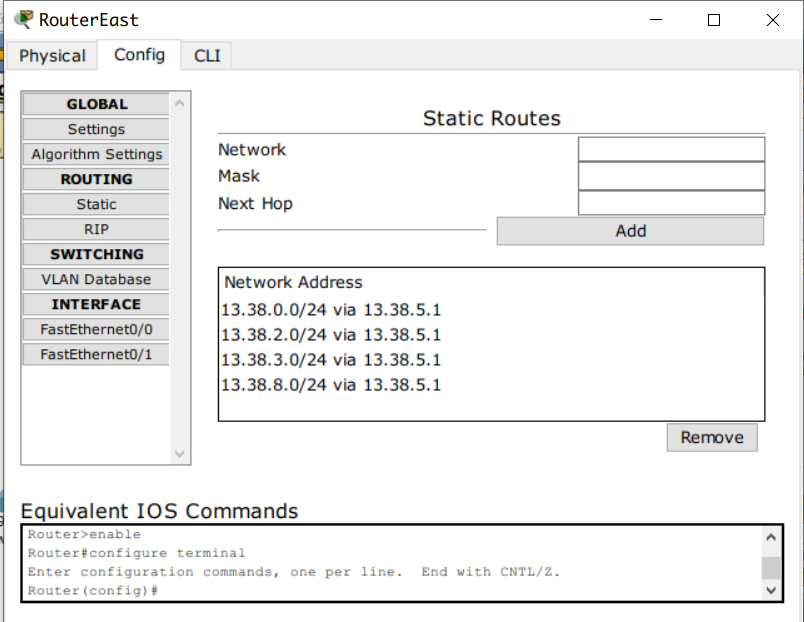 RouterEast
Physical Config CLI
GLOBAL
Settings
Algorithm Settings
ROUTING
Static
RIP
SWITCHING
VLAN Database
INTERFACE
FastEthernet0/0
FastEthernet0/1
Static Routes
Network
Mask
Next Hop
Add
Network Address
13.38.0.0/24 via 13.38.5.1
13.38.2.0/24 via 13.38.5.1
13.38.3.0/24 via 13.38.5.1
13.38.8.0/24 via 13.38.5.1
Remove
Equivalent IOS Commands
Router>enable
Router#configure terminal
Enter configuration commands, one per line.  End with CNTL/Z.
Router(config)#